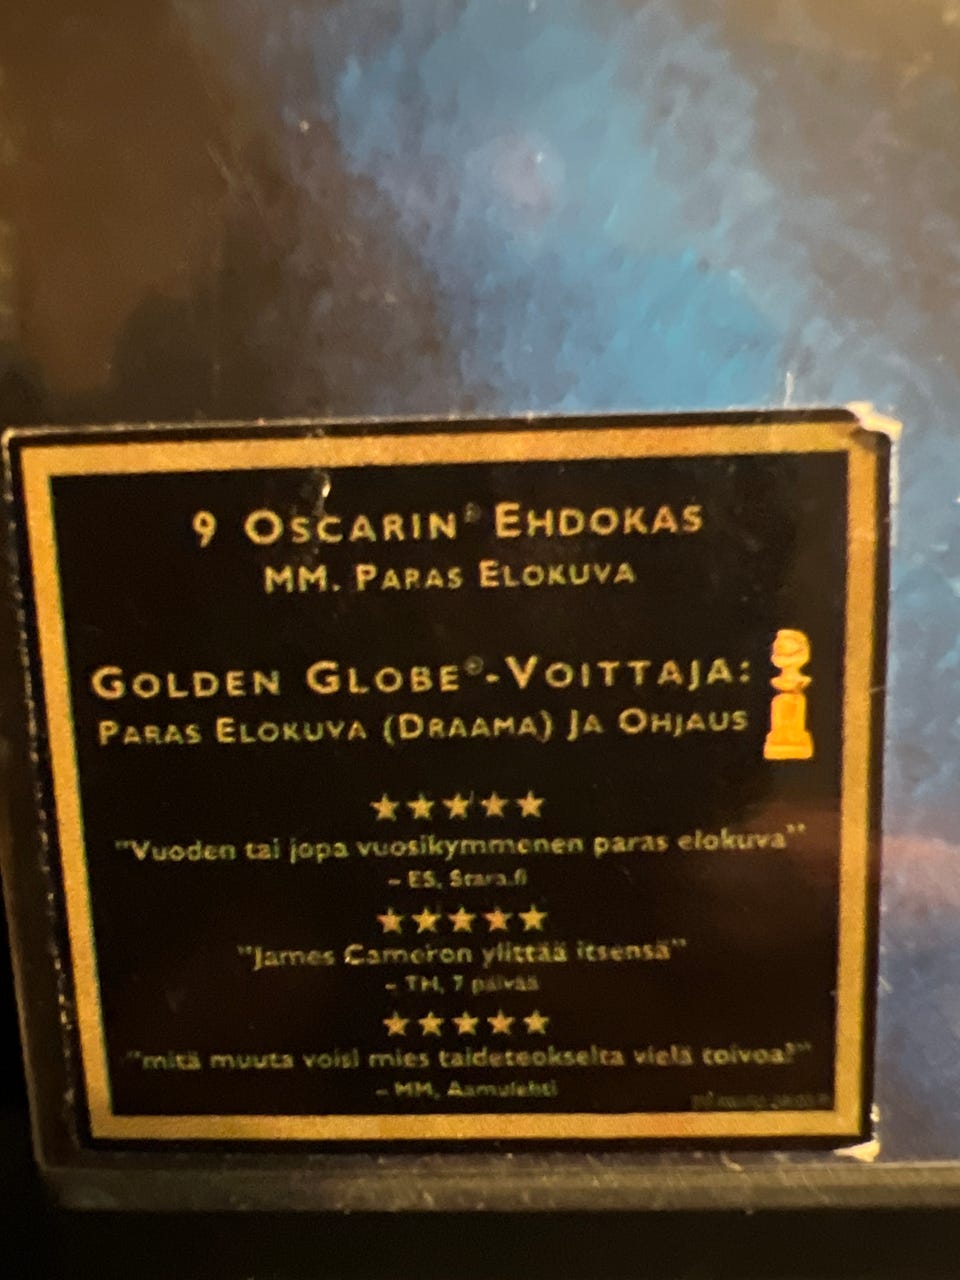 9 OSCARIN® EHDOKAS
MM. PARAS ELOKUVA
GOLDEN GLOBE®-VOITTAJA:
PARAS ELOKUVA (DRAAMA) JA OHJAUS
★★★★★
"Vuoden tai jopa vuosikymmenen paras elokuva"
– ES, Stara.fi
★★★★★
"James Cameron ylittää itsensä"
– TH, 7 päivää
★★★★★
"mitä muuta voisi mies taideteokselta vielä toivoa?"
– MM, Aamulehti